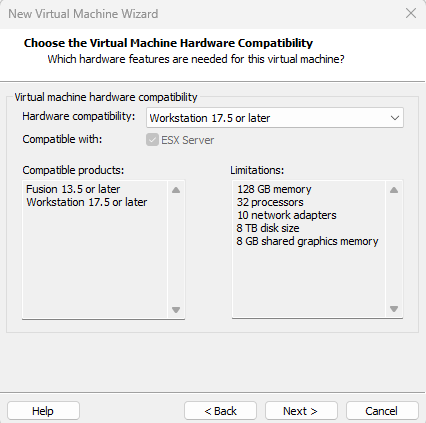 New Virtual Machine Wizard
Choose the Virtual Machine Hardware Compatibility
Which hardware features are needed for this virtual machine?
Virtual machine hardware compatibility
Hardware compatibility: Workstation 17.5 or later
Compatible with: ESX Server
Compatible products:
Fusion 13.5 or later
Workstation 17.5 or later
Limitations:
128 GB memory
32 processors
10 network adapters
8 TB disk size
8 GB shared graphics memory
Help < Back Next > Cancel